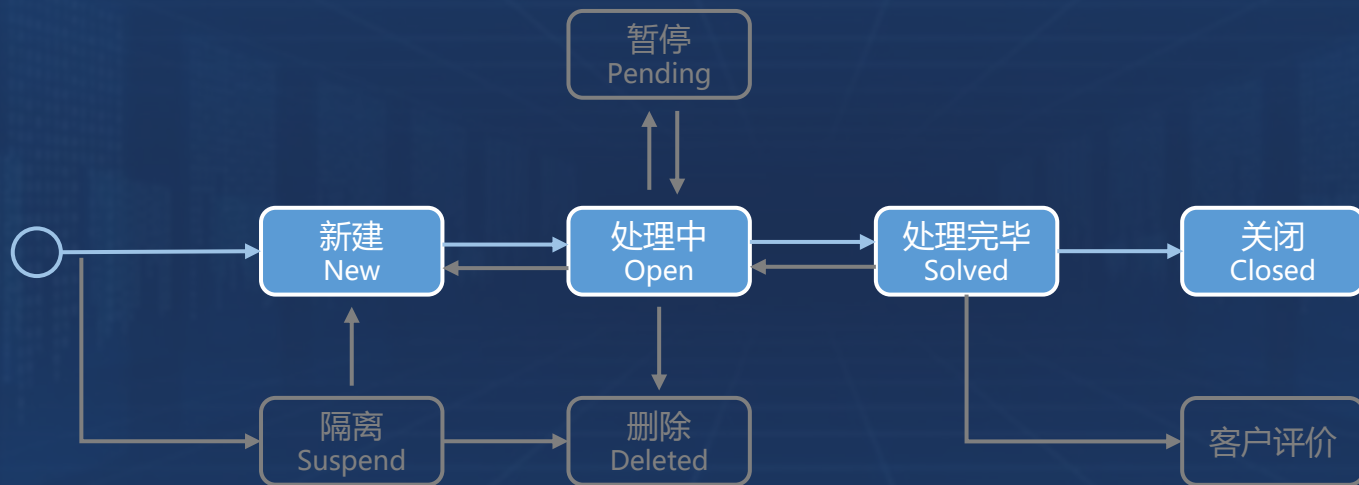 暂停
Pending
新建
New
处理中
Open
处理完毕
Solved
关闭
Closed
隔离
Suspend
删除
Deleted
客户评价